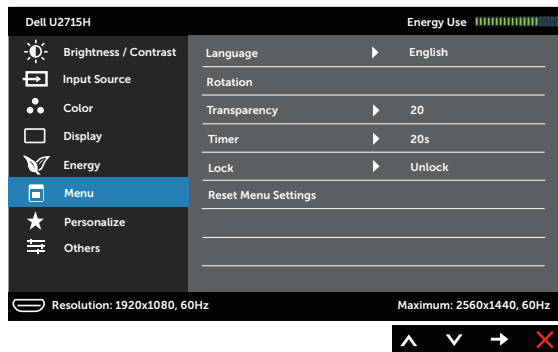 Dell U2715H Energy Use
Brightness / Contrast
Input Source
Color
Display
Energy
Menu
Personalize
Others
Language English
Rotation
Transparency 20
Timer 20s
Lock Unlock
Reset Menu Settings
Resolution: 1920x1080, 60Hz Maximum: 2560x1440, 60Hz